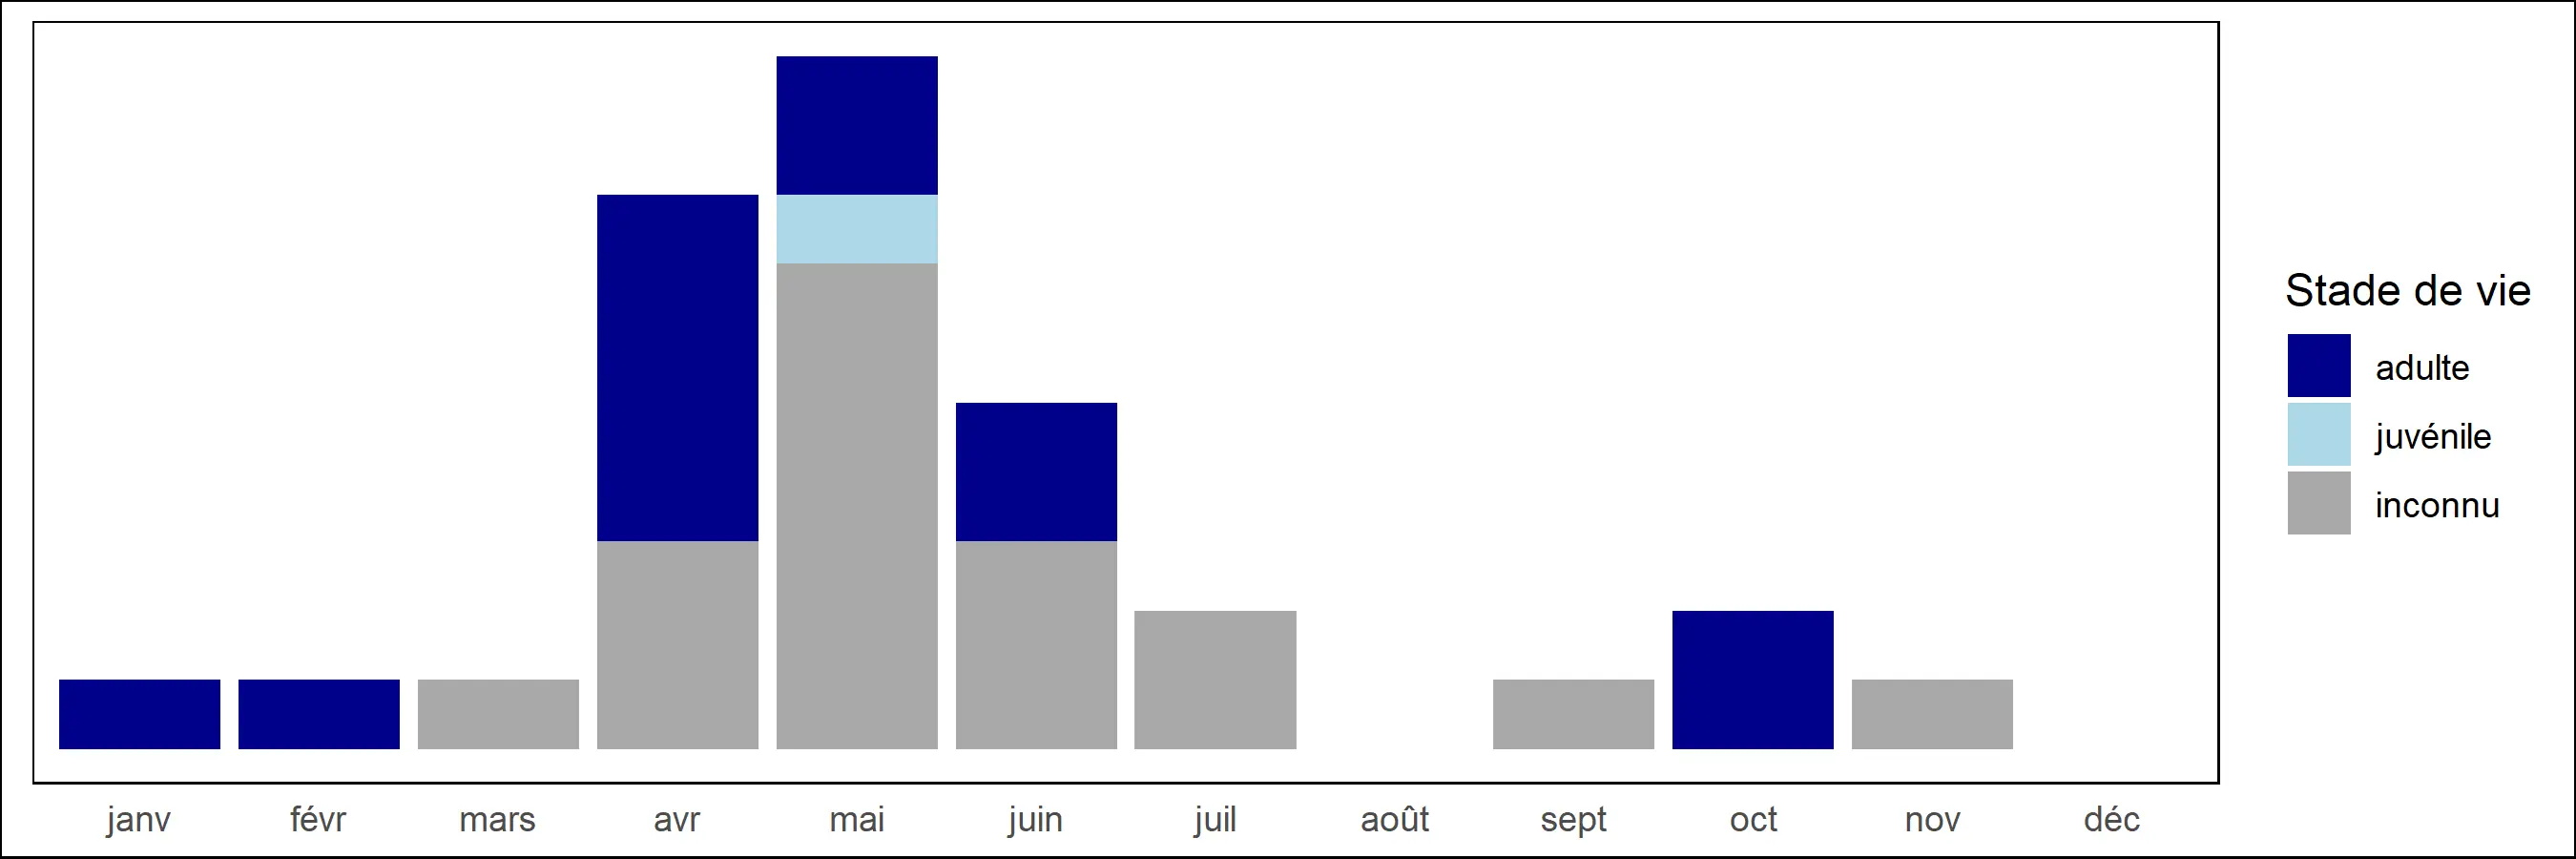 Stade de vie
adulte
juvénile
inconnu
janv févr mars avr mai juin juil août sept oct nov déc